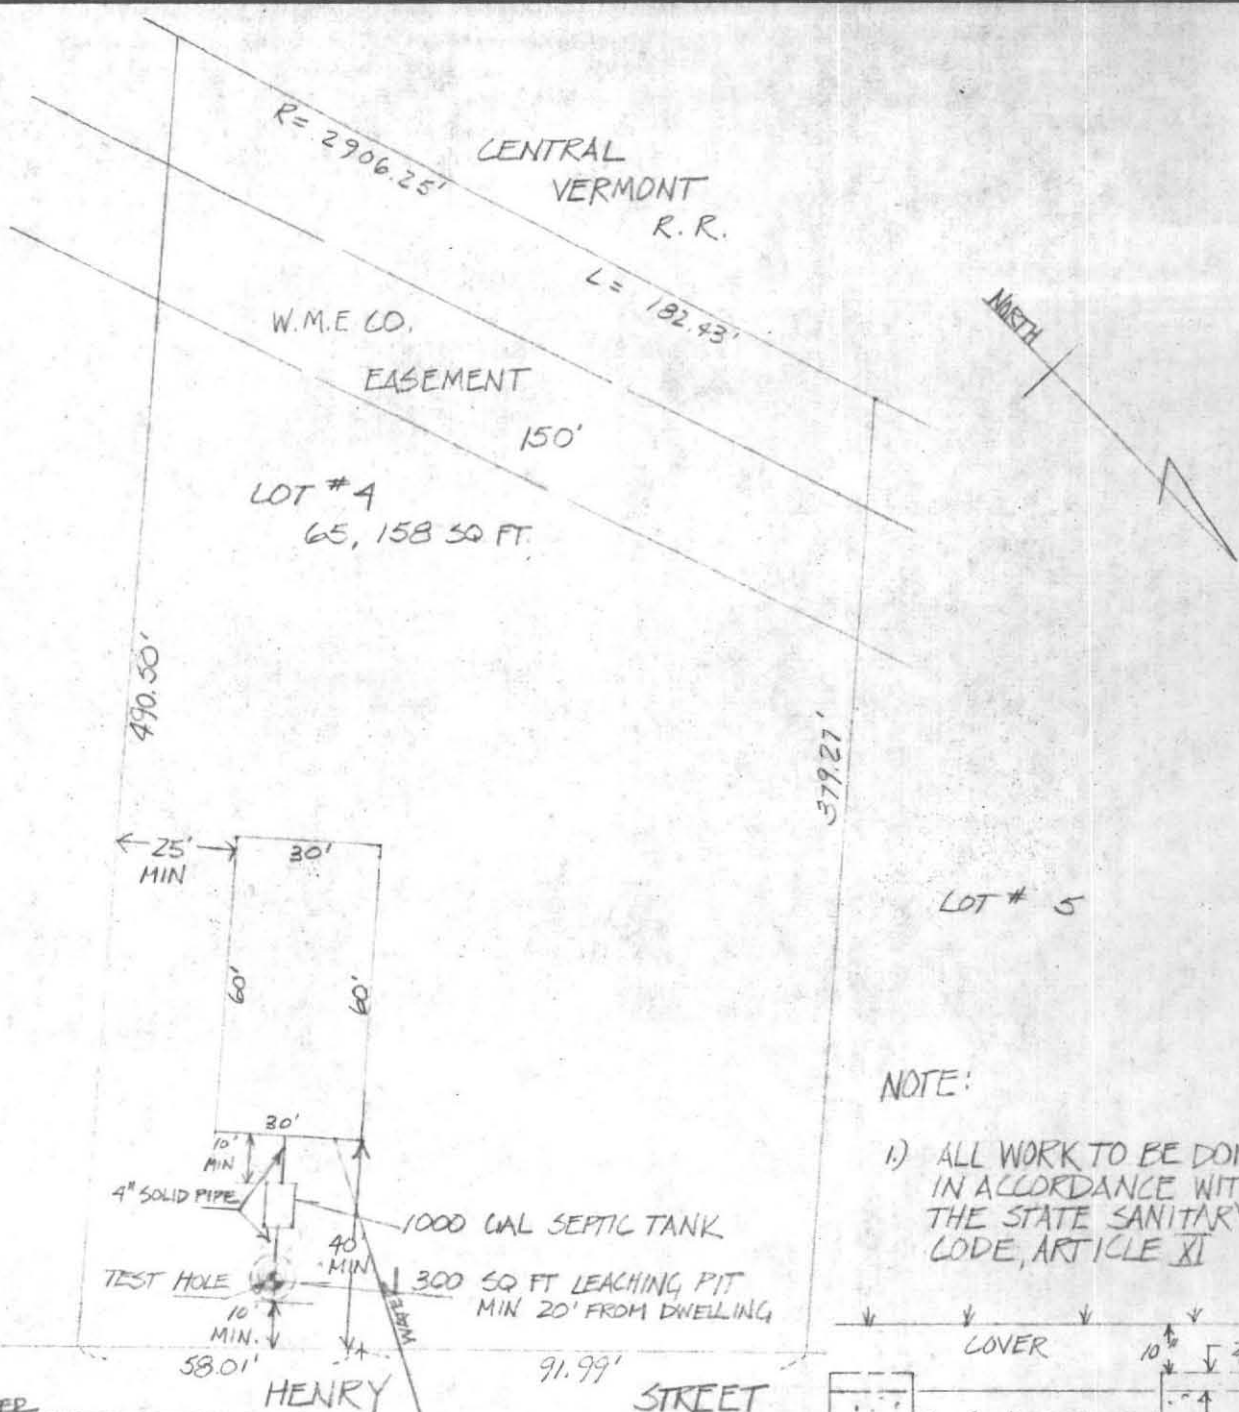 R= 2906.25'
CENTRAL
VERMONT
R. R.
L= 182.43'
NORTH
W.M.E. CO.
EASEMENT
150'
LOT #4
65,158 SQ FT.
490.50'
379.27'
25'
MIN
30'
LOT # 5
60'
60'
NOTE:
30'
10'
MIN
1.) ALL WORK TO BE
IN ACCORDANCE
THE STATE SANITARY
CODE, ARTICLE XI
4" SOLID PIPE
1000 GAL SEPTIC TANK
40'
MIN
TEST HOLE
1 300 SQ FT LEACHING PIT
MIN 20' FROM DWELLING
10'
MIN.
WATER
COVER
10"
58.01'
91.99'
HENRY STREET